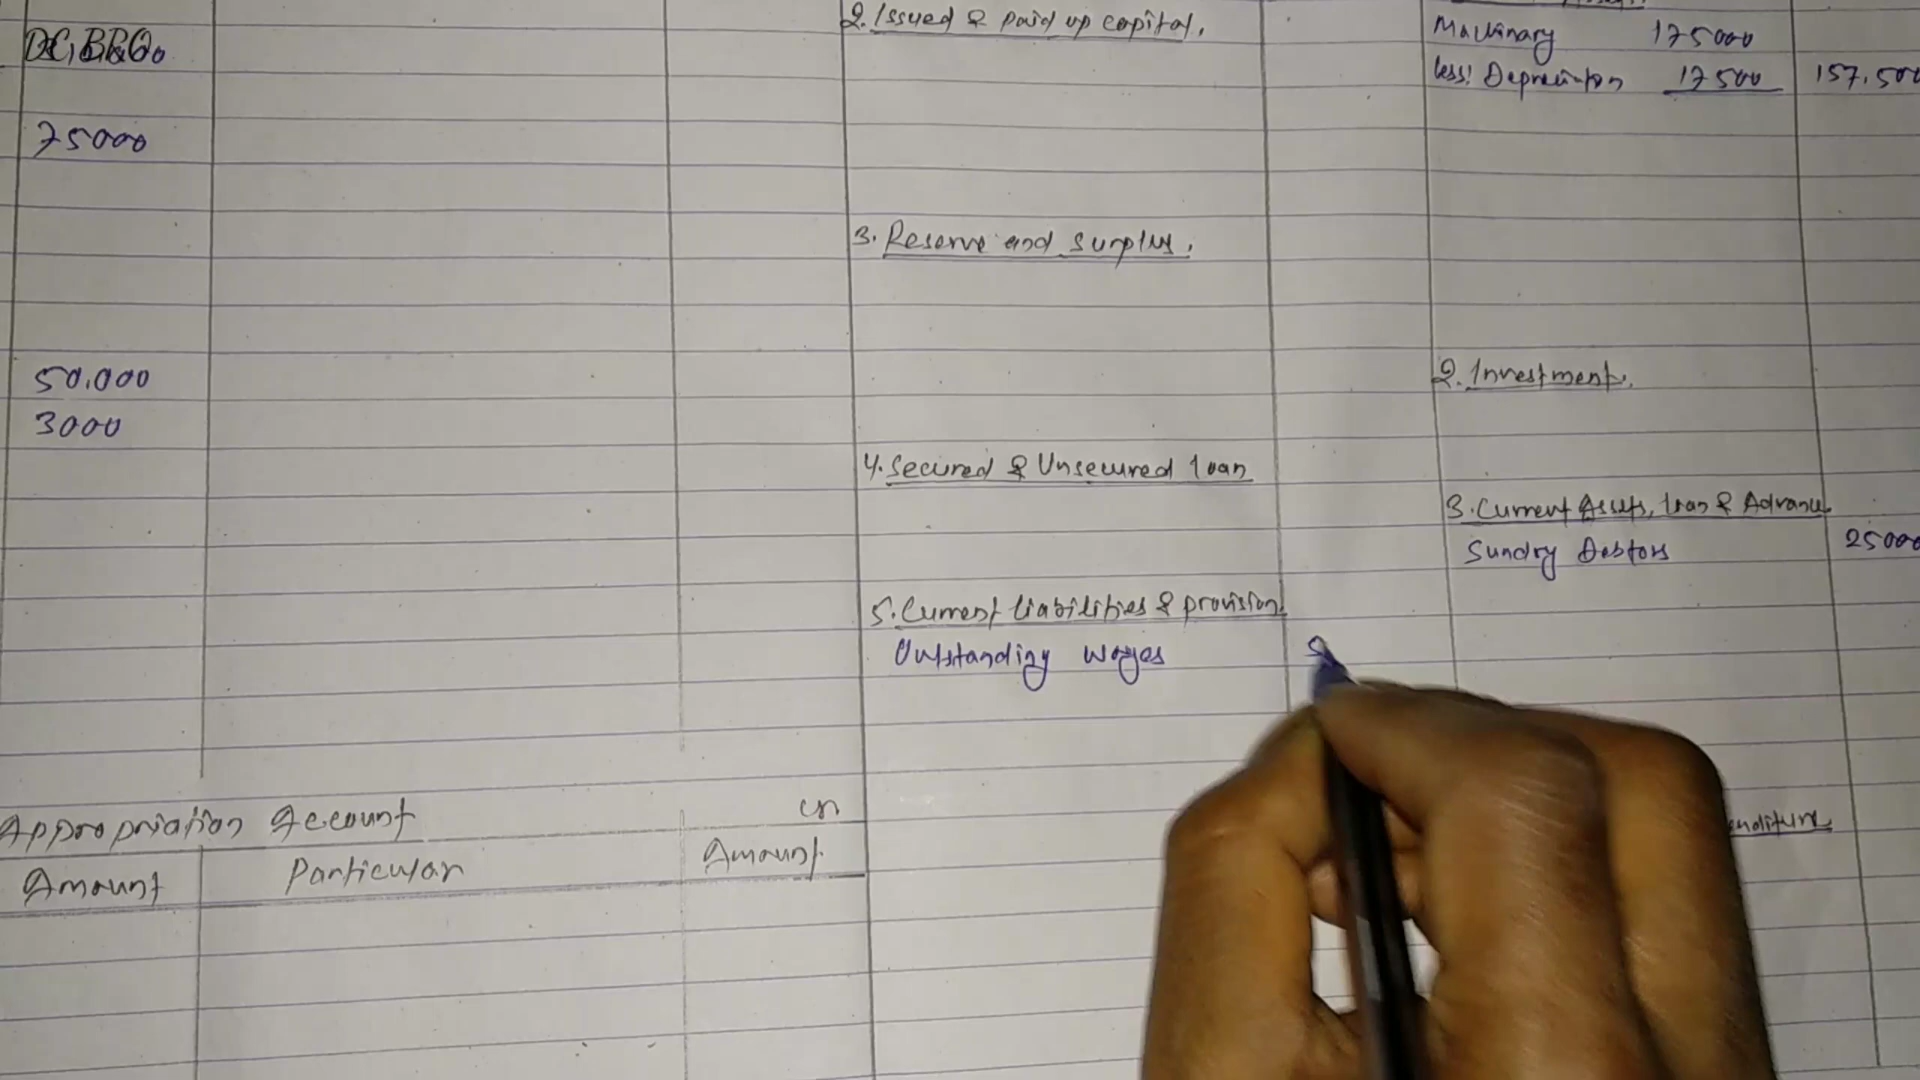 2. Issued & paid up capital.
Machinary 175000
less: Depreciation 17500 157,500
75000
3. Reserve and surplus.
50,000
2. Investment.
3000
4. Secured & Unsecured loan
3. Current Assets, loan & Advance
Sundry Debtors 25000
5. Current liabilities & provision
Outstanding wages
Appropriation Account cr
Amount Particular Amount
enditure